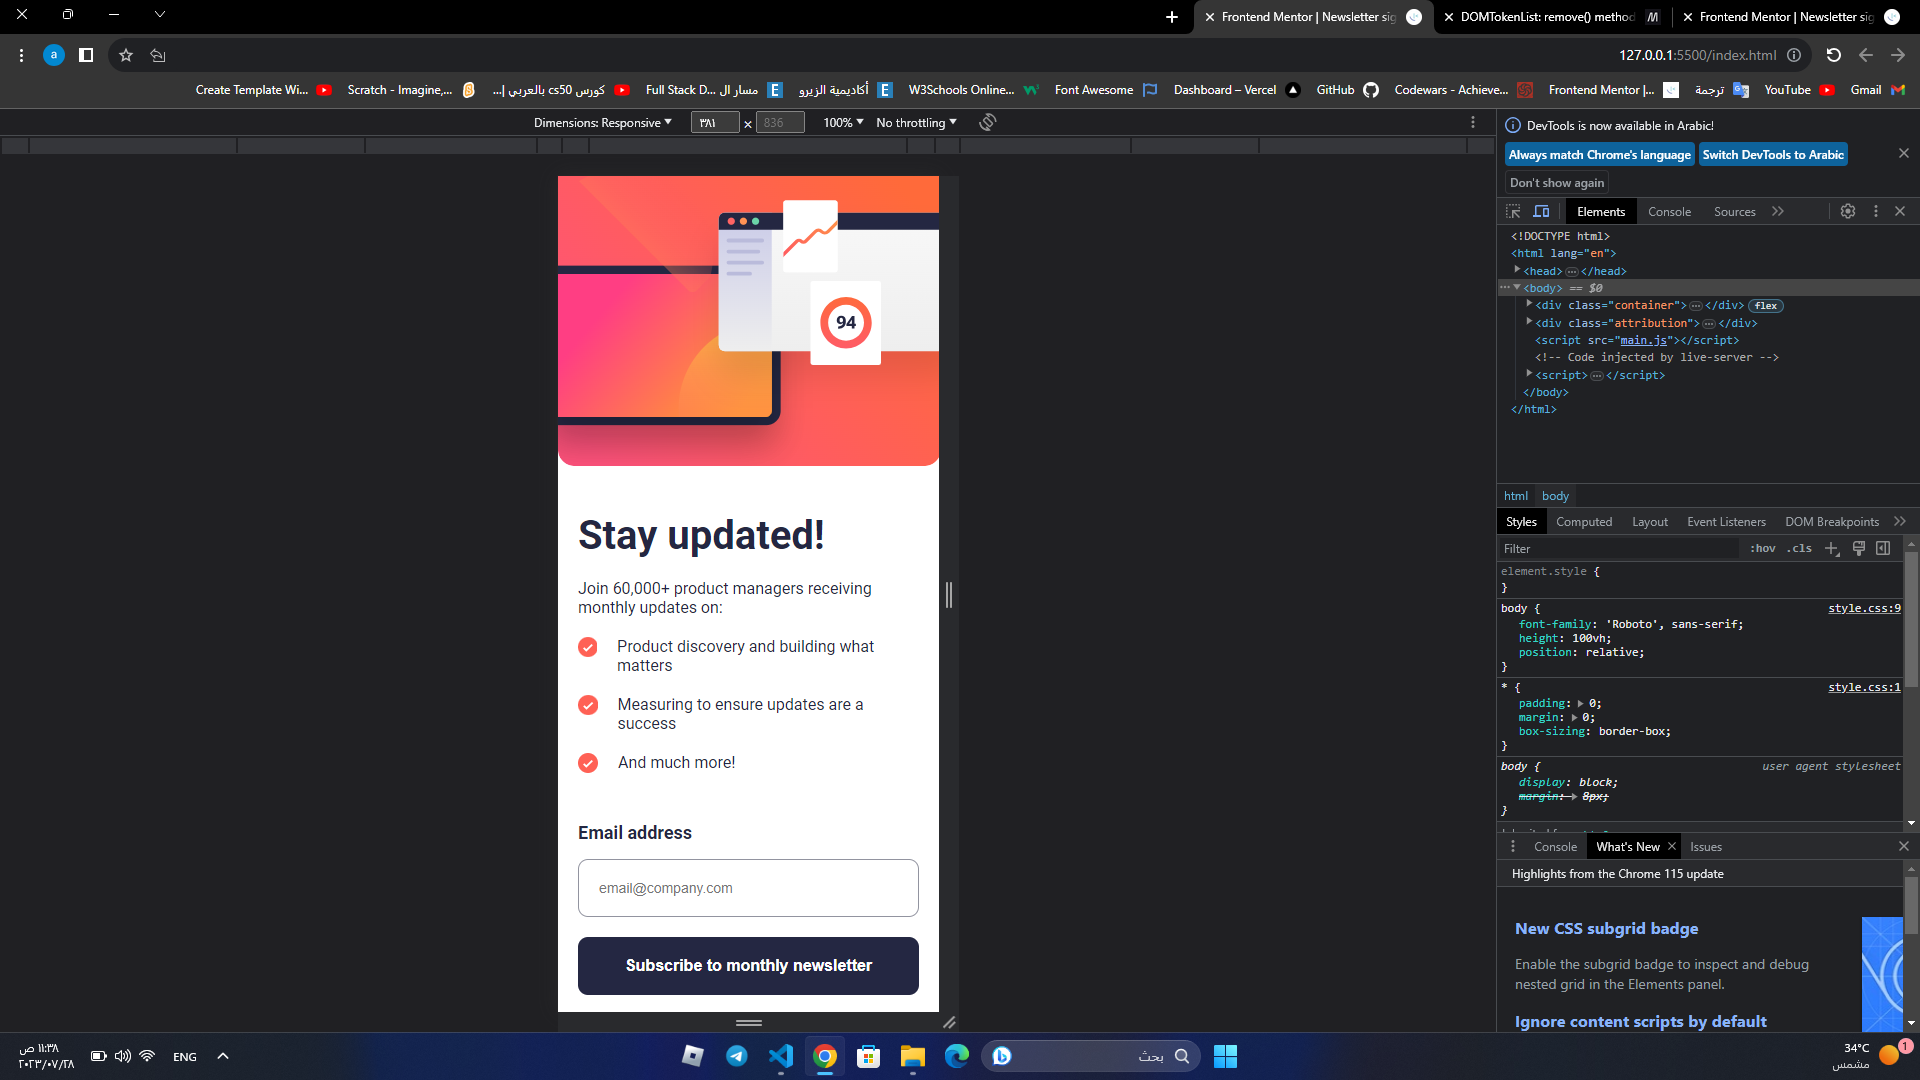 Frontend Mentor | Newsletter sig
DOMTokenList: remove() method
Frontend Mentor | Newsletter sig
a
127.0.0.1:5500/index.html
Create Template Wi...
Scratch - Imagine,...
كورس cs50 بالعربي |...
مسار ال Full Stack D...
أكاديمية الزيرو
W3Schools Online...
Font Awesome
Dashboard – Vercel
GitHub
Codewars - Achieve...
Frontend Mentor |...
ترجمة
YouTube
Gmail
Dimensions: Responsive
٣٨١ × 836
100%
No throttling
94
Stay updated!
Join 60,000+ product managers receiving
monthly updates on:
Product discovery and building what
matters
Measuring to ensure updates are a
success
And much more!
Email address
email@company.com
Subscribe to monthly newsletter
DevTools is now available in Arabic!
Always match Chrome's language
Switch DevTools to Arabic
Don't show again
Elements
Console
Sources
<!DOCTYPE html>
<html lang="en">
<head> ⋯ </head>
<body> == $0
<div class="container"> ⋯ </div> flex
<div class="attribution"> ⋯ </div>
<script src="main.js"></script>
<!-- Code injected by live-server -->
<script> ⋯ </script>
</body>
</html>
html
body
Styles
Computed
Layout
Event Listeners
DOM Breakpoints
Filter
:hov
.cls
element.style {
}
body {
style.css:9
font-family: 'Roboto', sans-serif;
height: 100vh;
position: relative;
}
* {
style.css:1
padding: 0;
margin: 0;
box-sizing: border-box;
}
body {
user agent stylesheet
display: block;
margin: 8px;
}
Console
What's New
Issues
Highlights from the Chrome 115 update
New CSS subgrid badge
Enable the subgrid badge to inspect and debug
nested grid in the Elements panel.
Ignore content scripts by default
١١:٣٨ ص
٢٠٢٣/٠٧/٢٨
ENG
بحث
34°C
مشمس
1